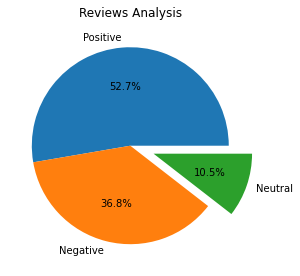 Reviews Analysis
Positive
52.7%
10.5%
Neutral
36.8%
Negative